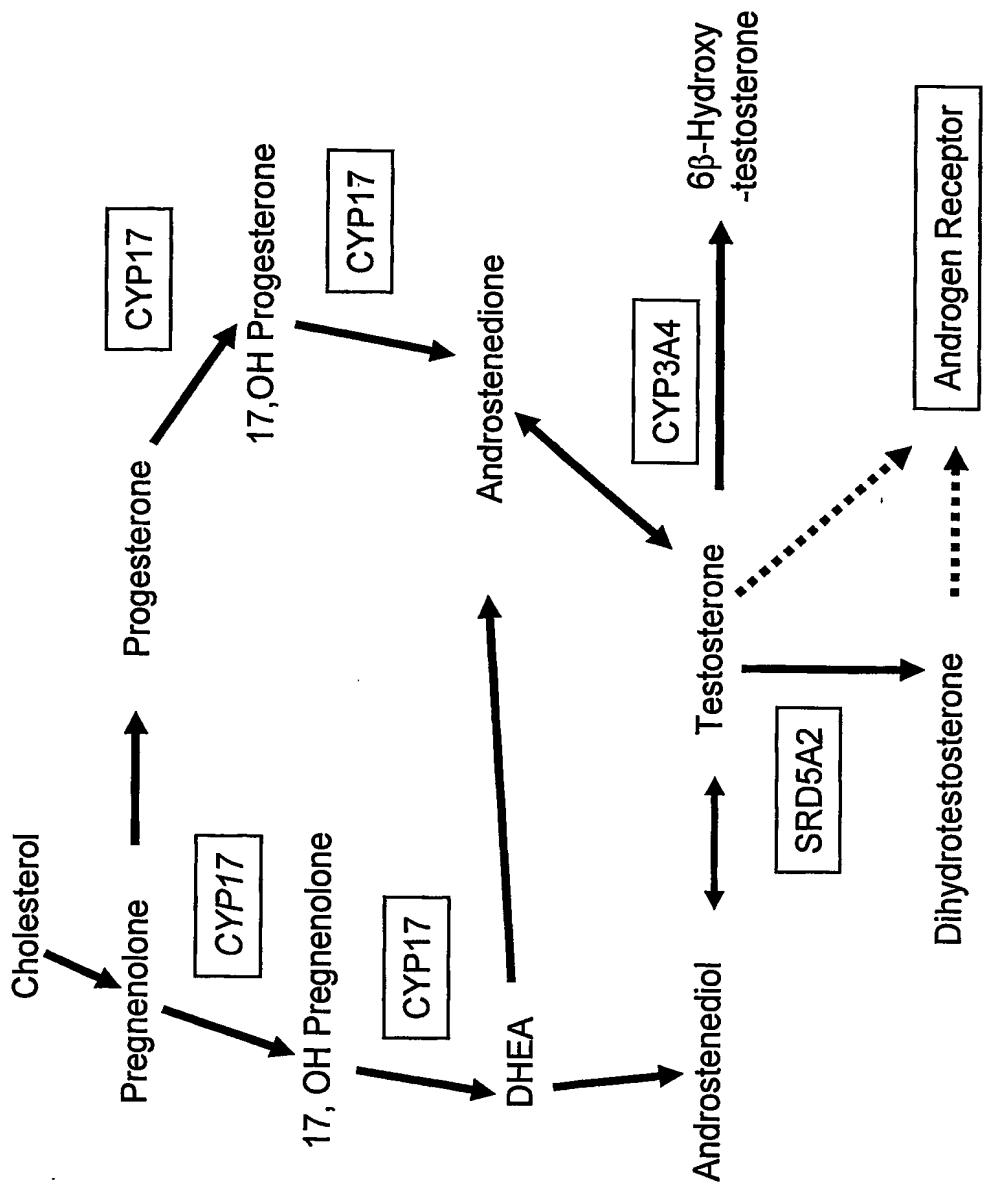 Cholesterol
Pregnenolone
Progesterone
CYP17
CYP17
17,OH Progesterone
17, OH Pregnenolone
CYP17
CYP17
DHEA
Androstenedione
CYP3A4
Androstenediol
Testosterone
6β-Hydroxy
-testosterone
SRD5A2
Dihydrotestosterone
Androgen Receptor